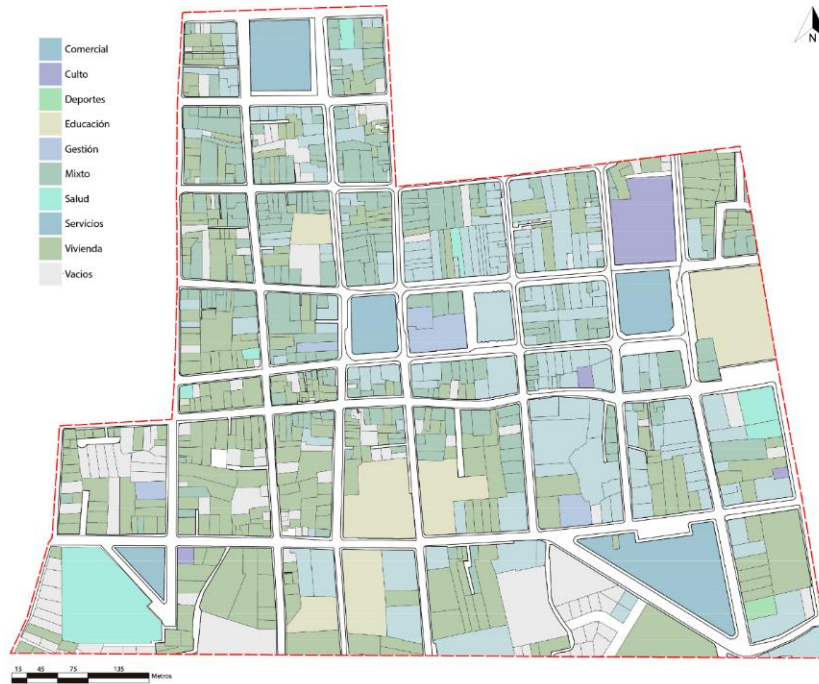 N
Comercial
Culto
Deportes
Educación
Gestión
Mixto
Salud
Servicios
Vivienda
Vacios
15 45 75 135
Metros